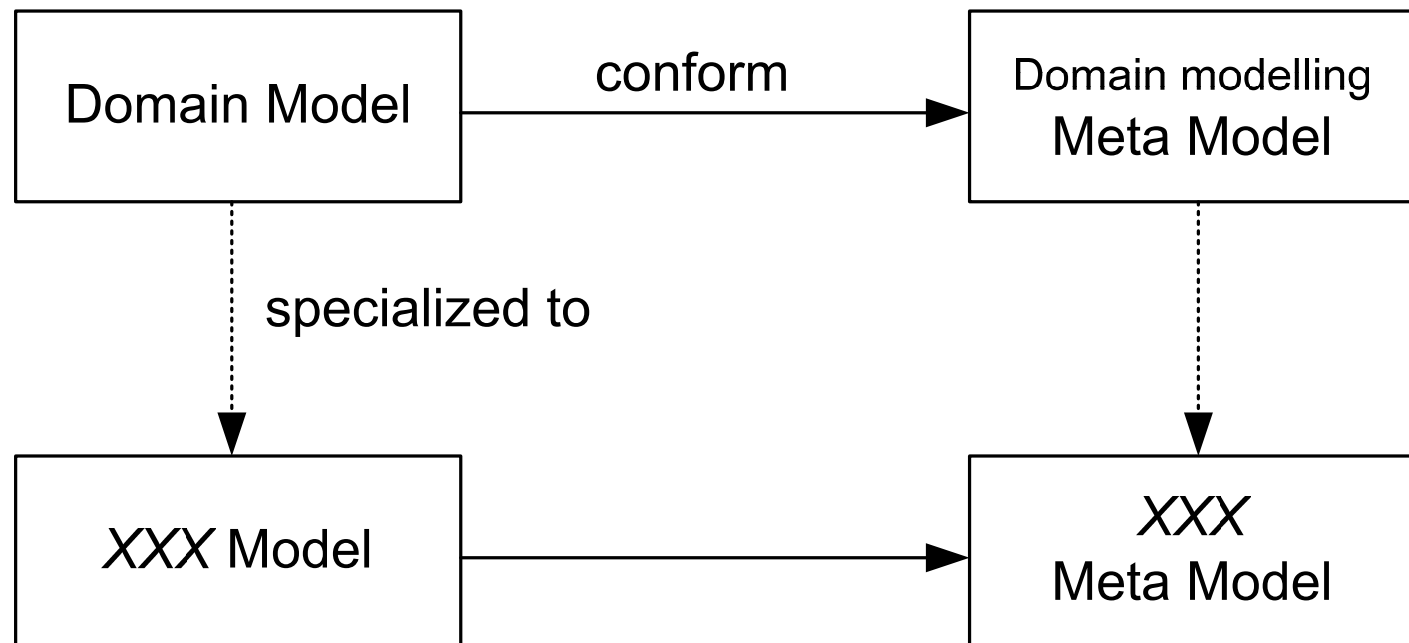 Domain Model
conform
Domain modelling
Meta Model
specialized to
XXX Model
XXX
Meta Model